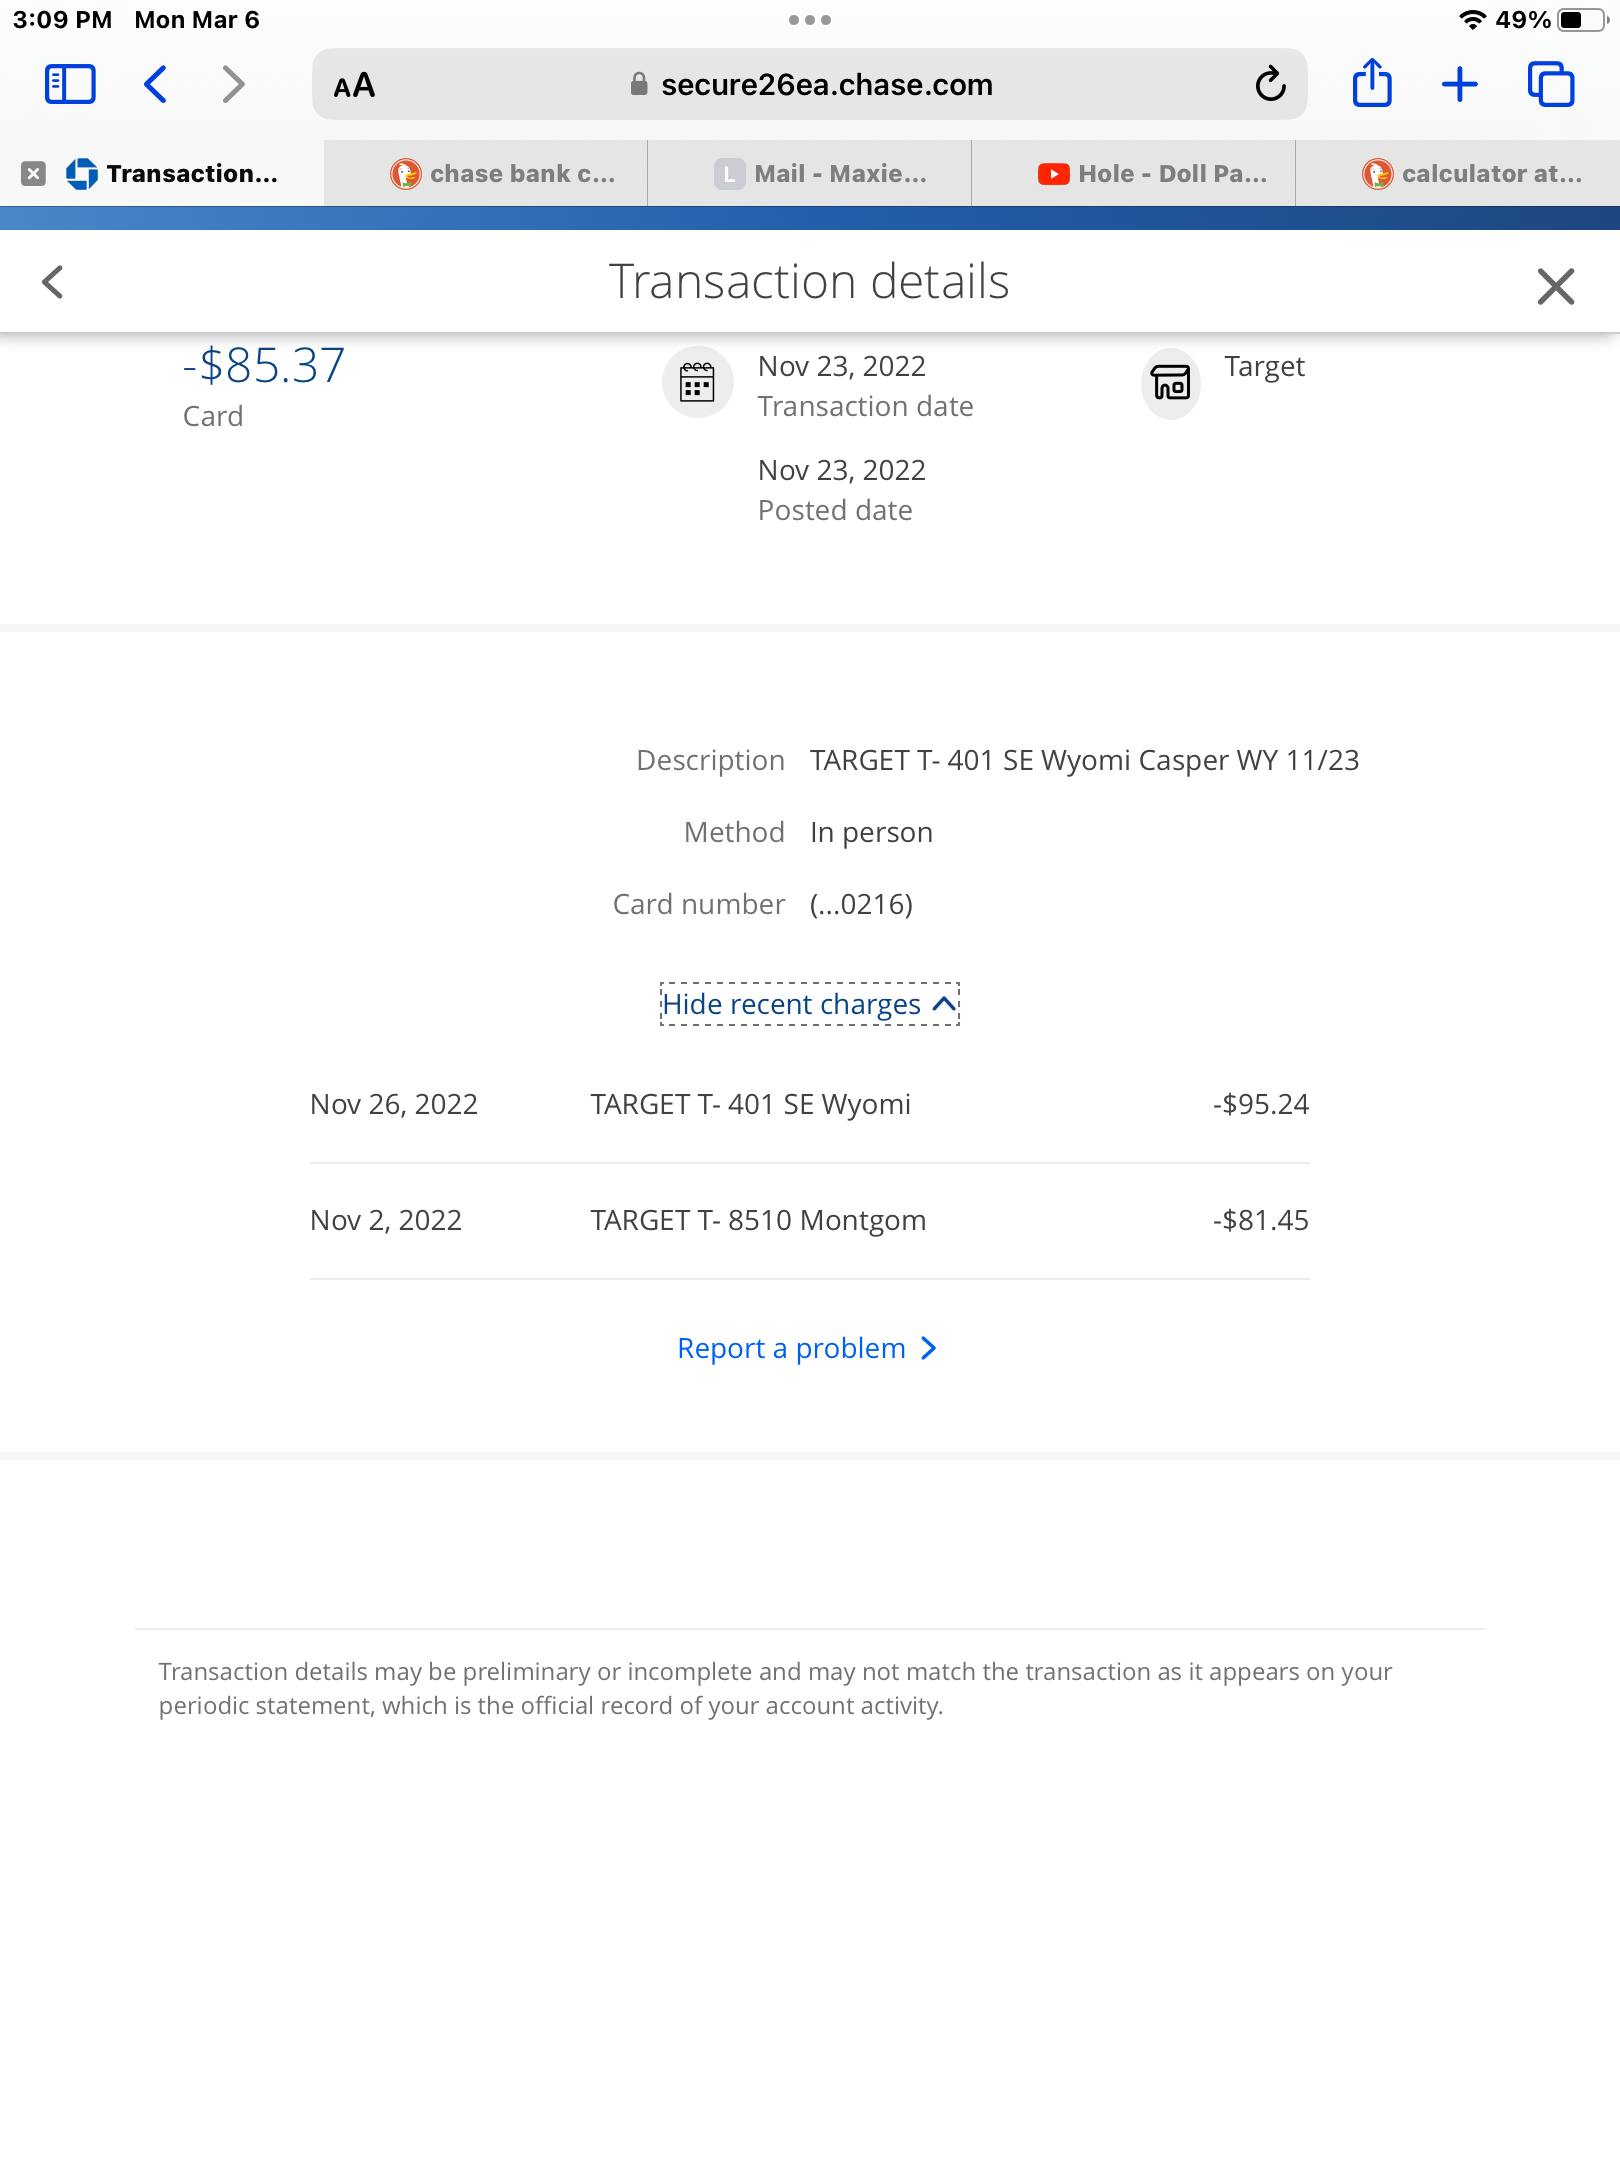 3:09 PM Mon Mar 6 49%
AA secure26ea.chase.com
Transaction... chase bank c... L Mail - Maxie... Hole - Doll Pa... calculator at...
Transaction details
-$85.37 Nov 23, 2022 Target
Card Transaction date
Nov 23, 2022
Posted date
Description TARGET T- 401 SE Wyomi Casper WY 11/23
Method In person
Card number (...0216)
Hide recent charges
Nov 26, 2022 TARGET T- 401 SE Wyomi -$95.24
Nov 2, 2022 TARGET T- 8510 Montgom -$81.45
Report a problem
Transaction details may be preliminary or incomplete and may not match the transaction as it appears on your
periodic statement, which is the official record of your account activity.